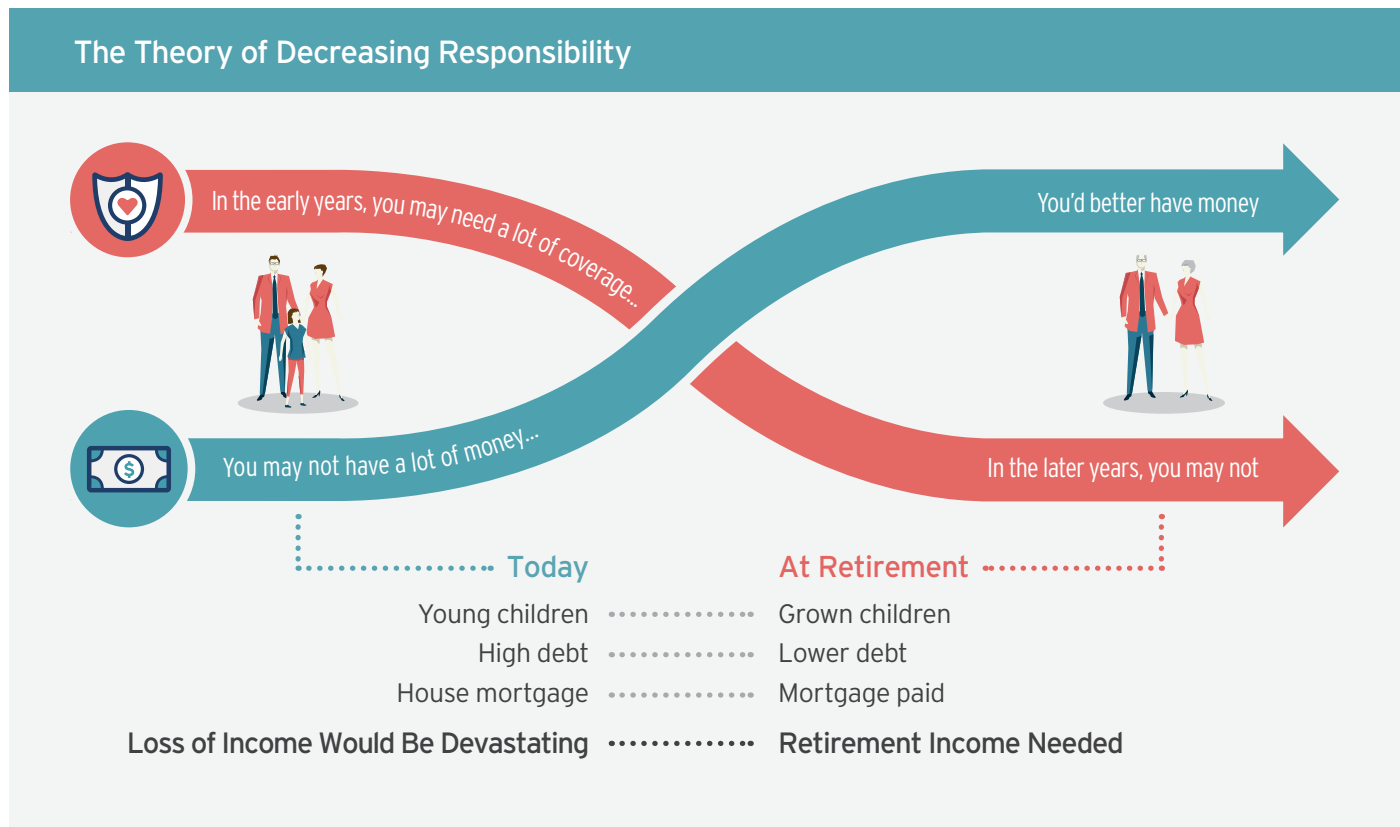 The Theory of Decreasing Responsibility
In the early years, you may need a lot of coverage...
You'd better have money
$
You may not have a lot of money...
In the later years, you may not
Today
At Retirement
Young children
Grown children
High debt
Lower debt
House mortgage
Mortgage paid
Loss of Income Would Be Devastating
Retirement Income Needed